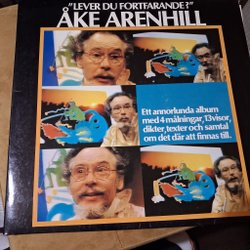 "LEVER DU FORTFARANDE?"
ÅKE ARENHILL
Ett annorlunda album
med 4 målningar, 13 visor,
dikter, texter och samtal
om det där att finnas till.